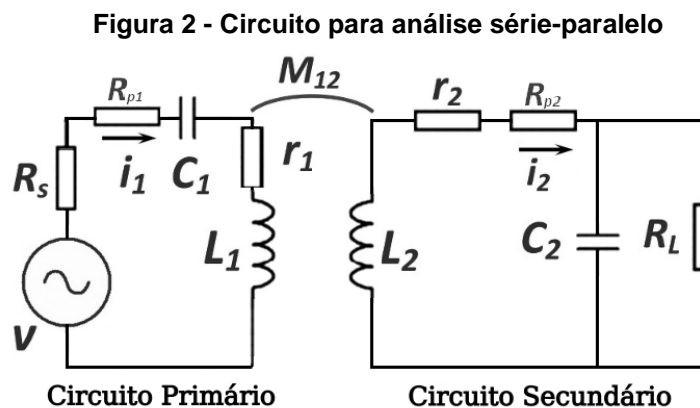 Figura 2 - Circuito para análise série-paralelo
M12
Rp1
r2
Rp2
i1
C1
r1
i2
Rs
L1
L2
C2
RL
v
Circuito Primário
Circuito Secundário